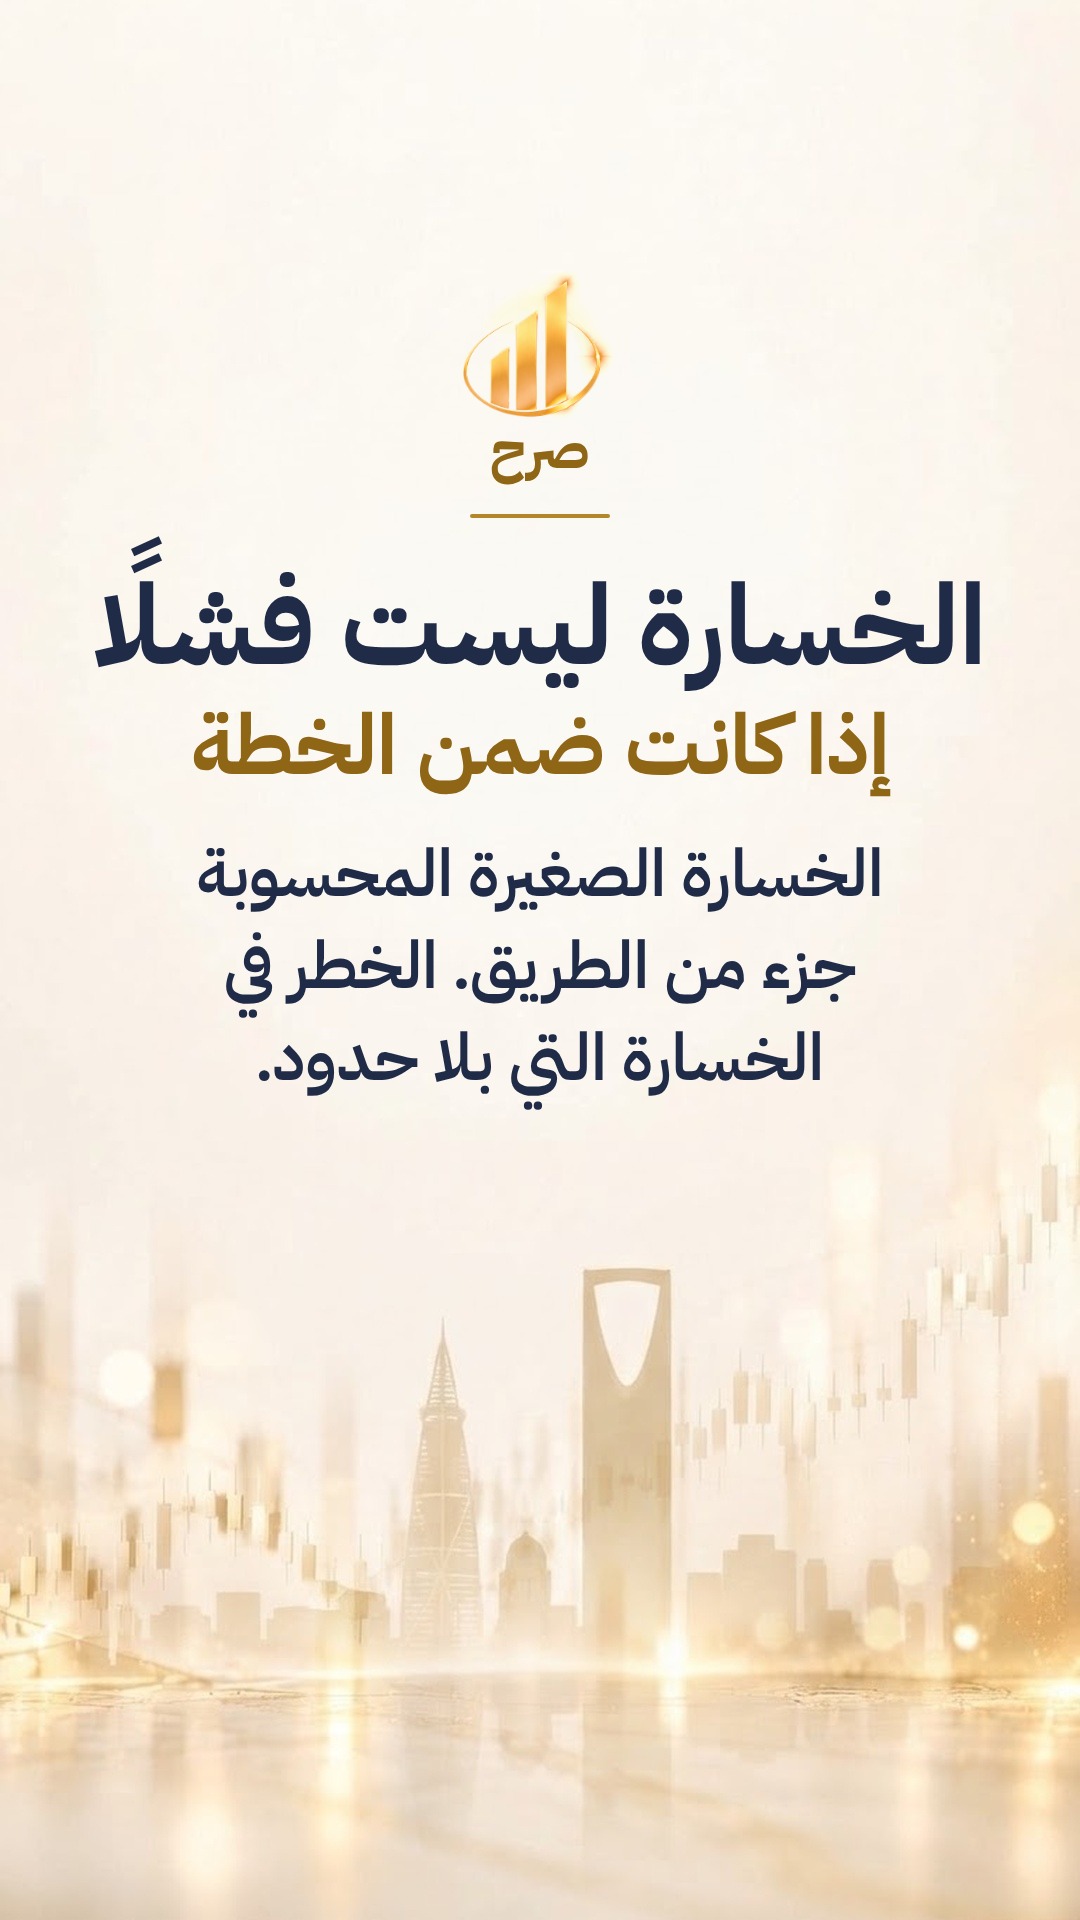 صرح
الخسارة ليست فشلًا
إذا كانت ضمن الخطة
الخسارة الصغيرة المحسوبة
جزء من الطريق. الخطر في
الخسارة التي بلا حدود.